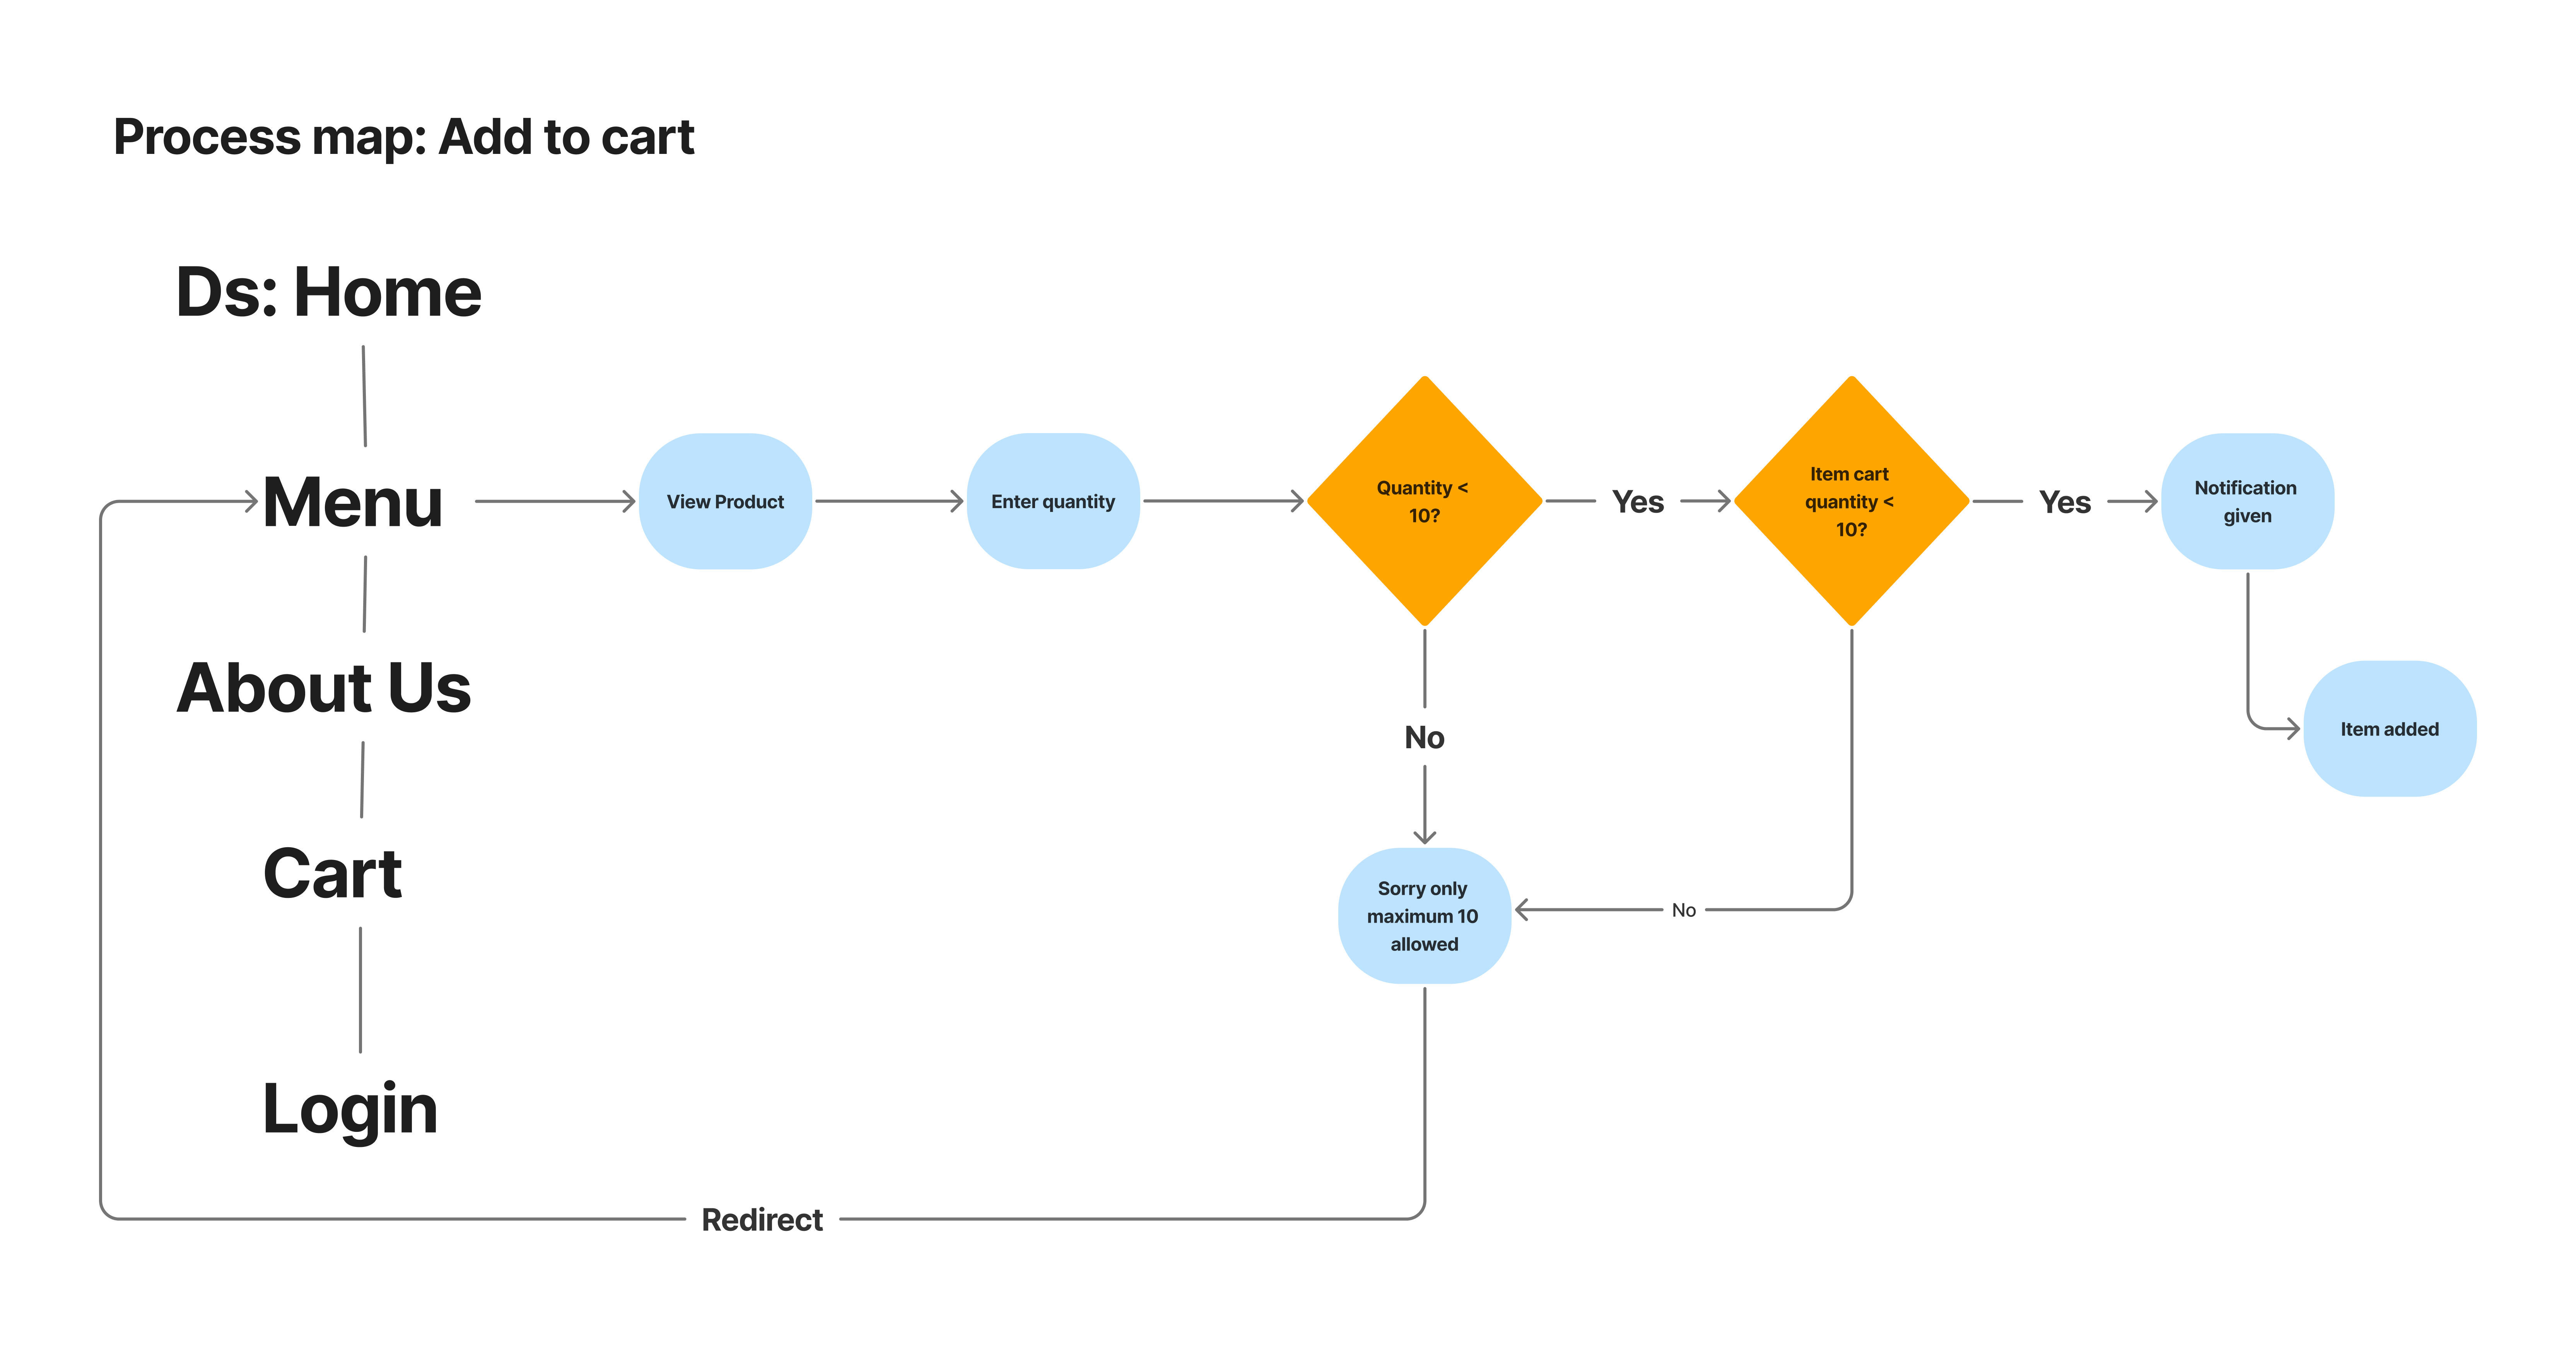 Process map: Add to cart
Ds: Home
Menu
View Product
Enter quantity
Quantity <
10?
Yes
Item cart
quantity <
10?
Yes
Notification
given
About Us
No
Item added
Cart
Sorry only
maximum 10
allowed
No
Login
Redirect